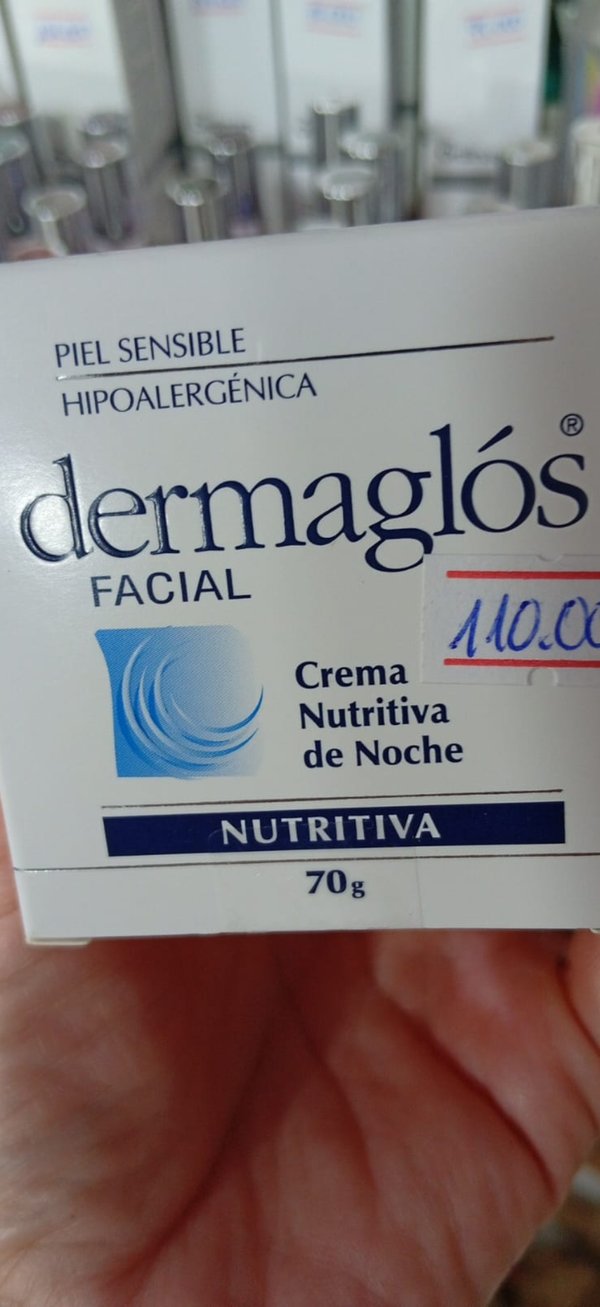 PIEL SENSIBLE
HIPOALERGÉNICA
dermaglós®
FACIAL
110.00
Crema
Nutritiva
de Noche
NUTRITIVA
70g